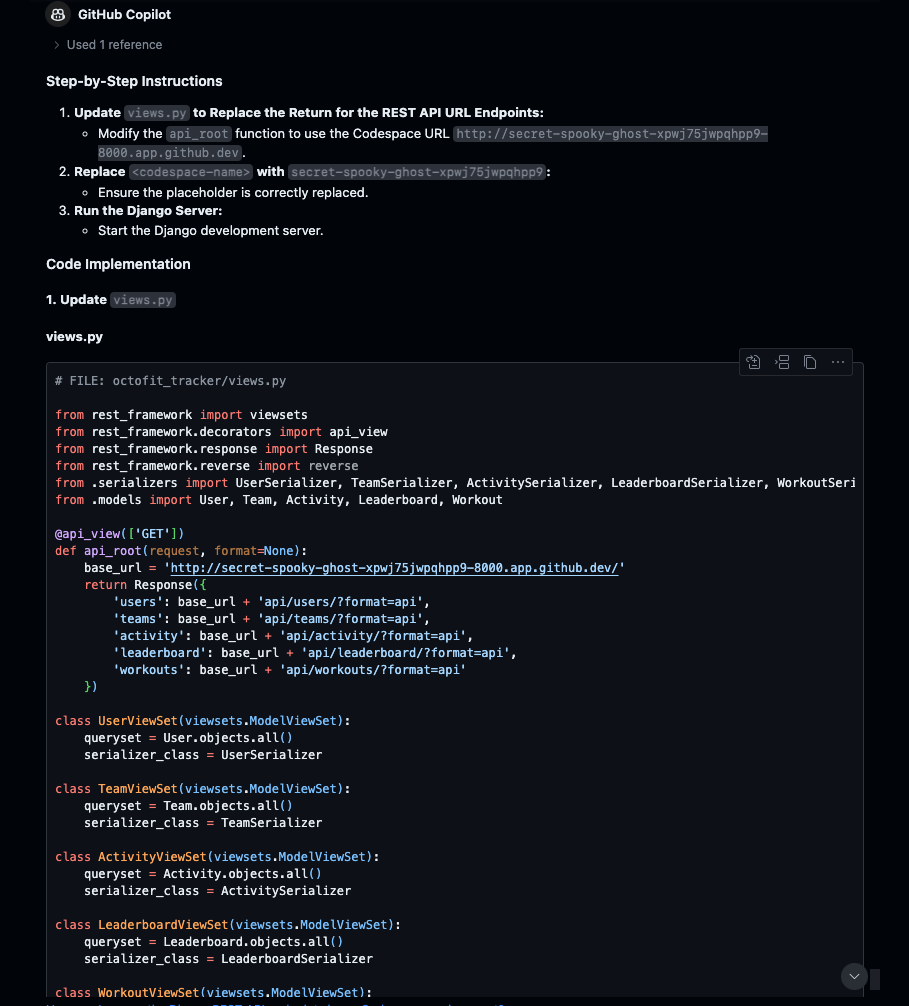 GitHub Copilot
Used 1 reference
Step-by-Step Instructions
1. Update views.py to Replace the Return for the REST API URL Endpoints:
Modify the api_root function to use the Codespace URL http://secret-spooky-ghost-xpwj75jwpqhpp9-
8000.app.github.dev.
2. Replace <codespace-name> with secret-spooky-ghost-xpwj75jwpqhpp9:
Ensure the placeholder is correctly replaced.
3. Run the Django Server:
Start the Django development server.
Code Implementation
1. Update views.py
views.py
# FILE: octofit_tracker/views.py
from rest_framework import viewsets
from rest_framework.decorators import api_view
from rest_framework.response import Response
from rest_framework.reverse import reverse
from .serializers import UserSerializer, TeamSerializer, ActivitySerializer, LeaderboardSerializer, WorkoutSeri
from .models import User, Team, Activity, Leaderboard, Workout
@api_view(['GET'])
def api_root(request, format=None):
    base_url = 'http://secret-spooky-ghost-xpwj75jwpqhpp9-8000.app.github.dev/'
    return Response({
        'users': base_url + 'api/users/?format=api',
        'teams': base_url + 'api/teams/?format=api',
        'activity': base_url + 'api/activity/?format=api',
        'leaderboard': base_url + 'api/leaderboard/?format=api',
        'workouts': base_url + 'api/workouts/?format=api'
    })
class UserViewSet(viewsets.ModelViewSet):
    queryset = User.objects.all()
    serializer_class = UserSerializer
class TeamViewSet(viewsets.ModelViewSet):
    queryset = Team.objects.all()
    serializer_class = TeamSerializer
class ActivityViewSet(viewsets.ModelViewSet):
    queryset = Activity.objects.all()
    serializer_class = ActivitySerializer
class LeaderboardViewSet(viewsets.ModelViewSet):
    queryset = Leaderboard.objects.all()
    serializer_class = LeaderboardSerializer
class WorkoutViewSet(viewsets.ModelViewSet):